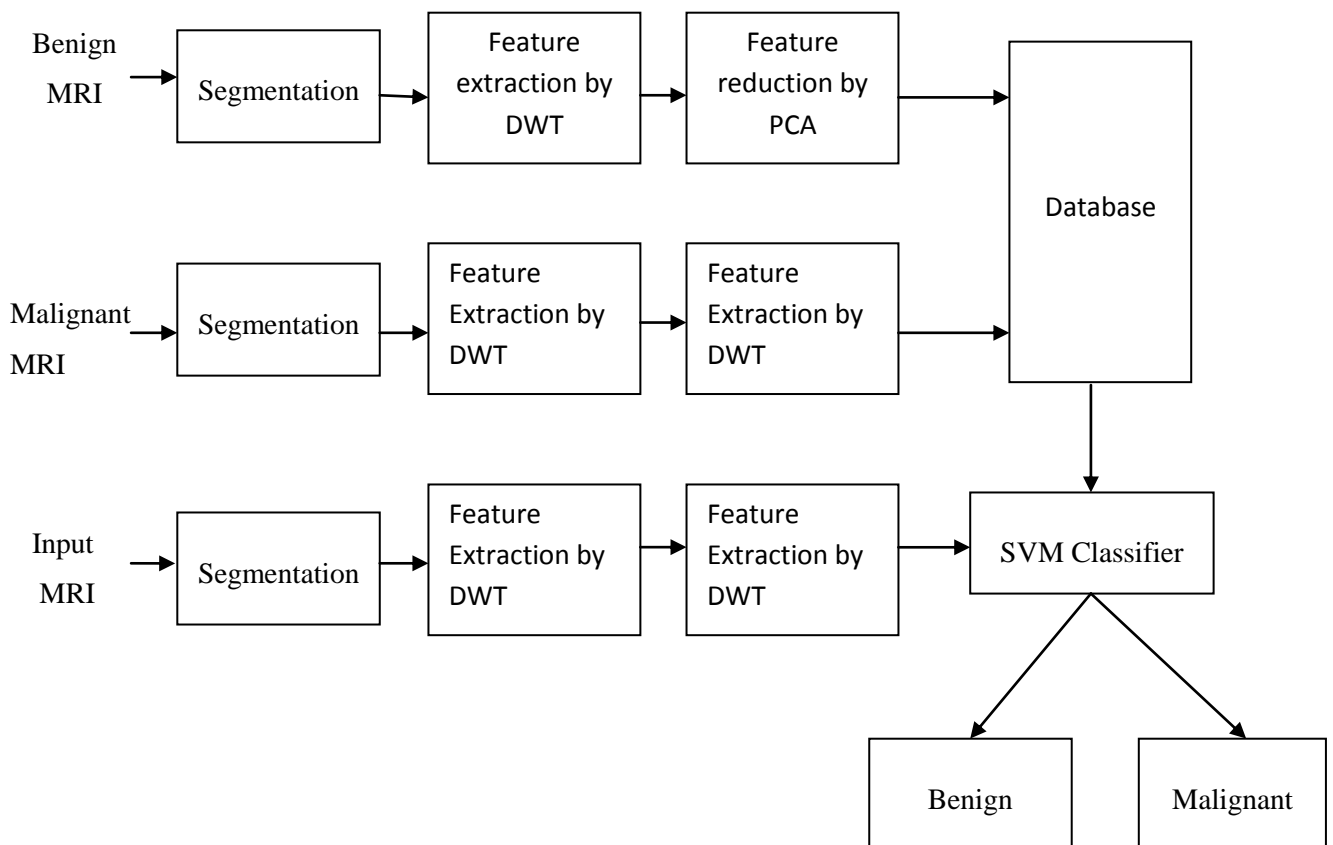 Benign
MRI
Segmentation
Feature
extraction by
DWT
Feature
reduction by
PCA
Database
Malignant
MRI
Segmentation
Feature
Extraction by
DWT
Feature
Extraction by
DWT
Input
MRI
Segmentation
Feature
Extraction by
DWT
Feature
Extraction by
DWT
SVM Classifier
Benign
Malignant